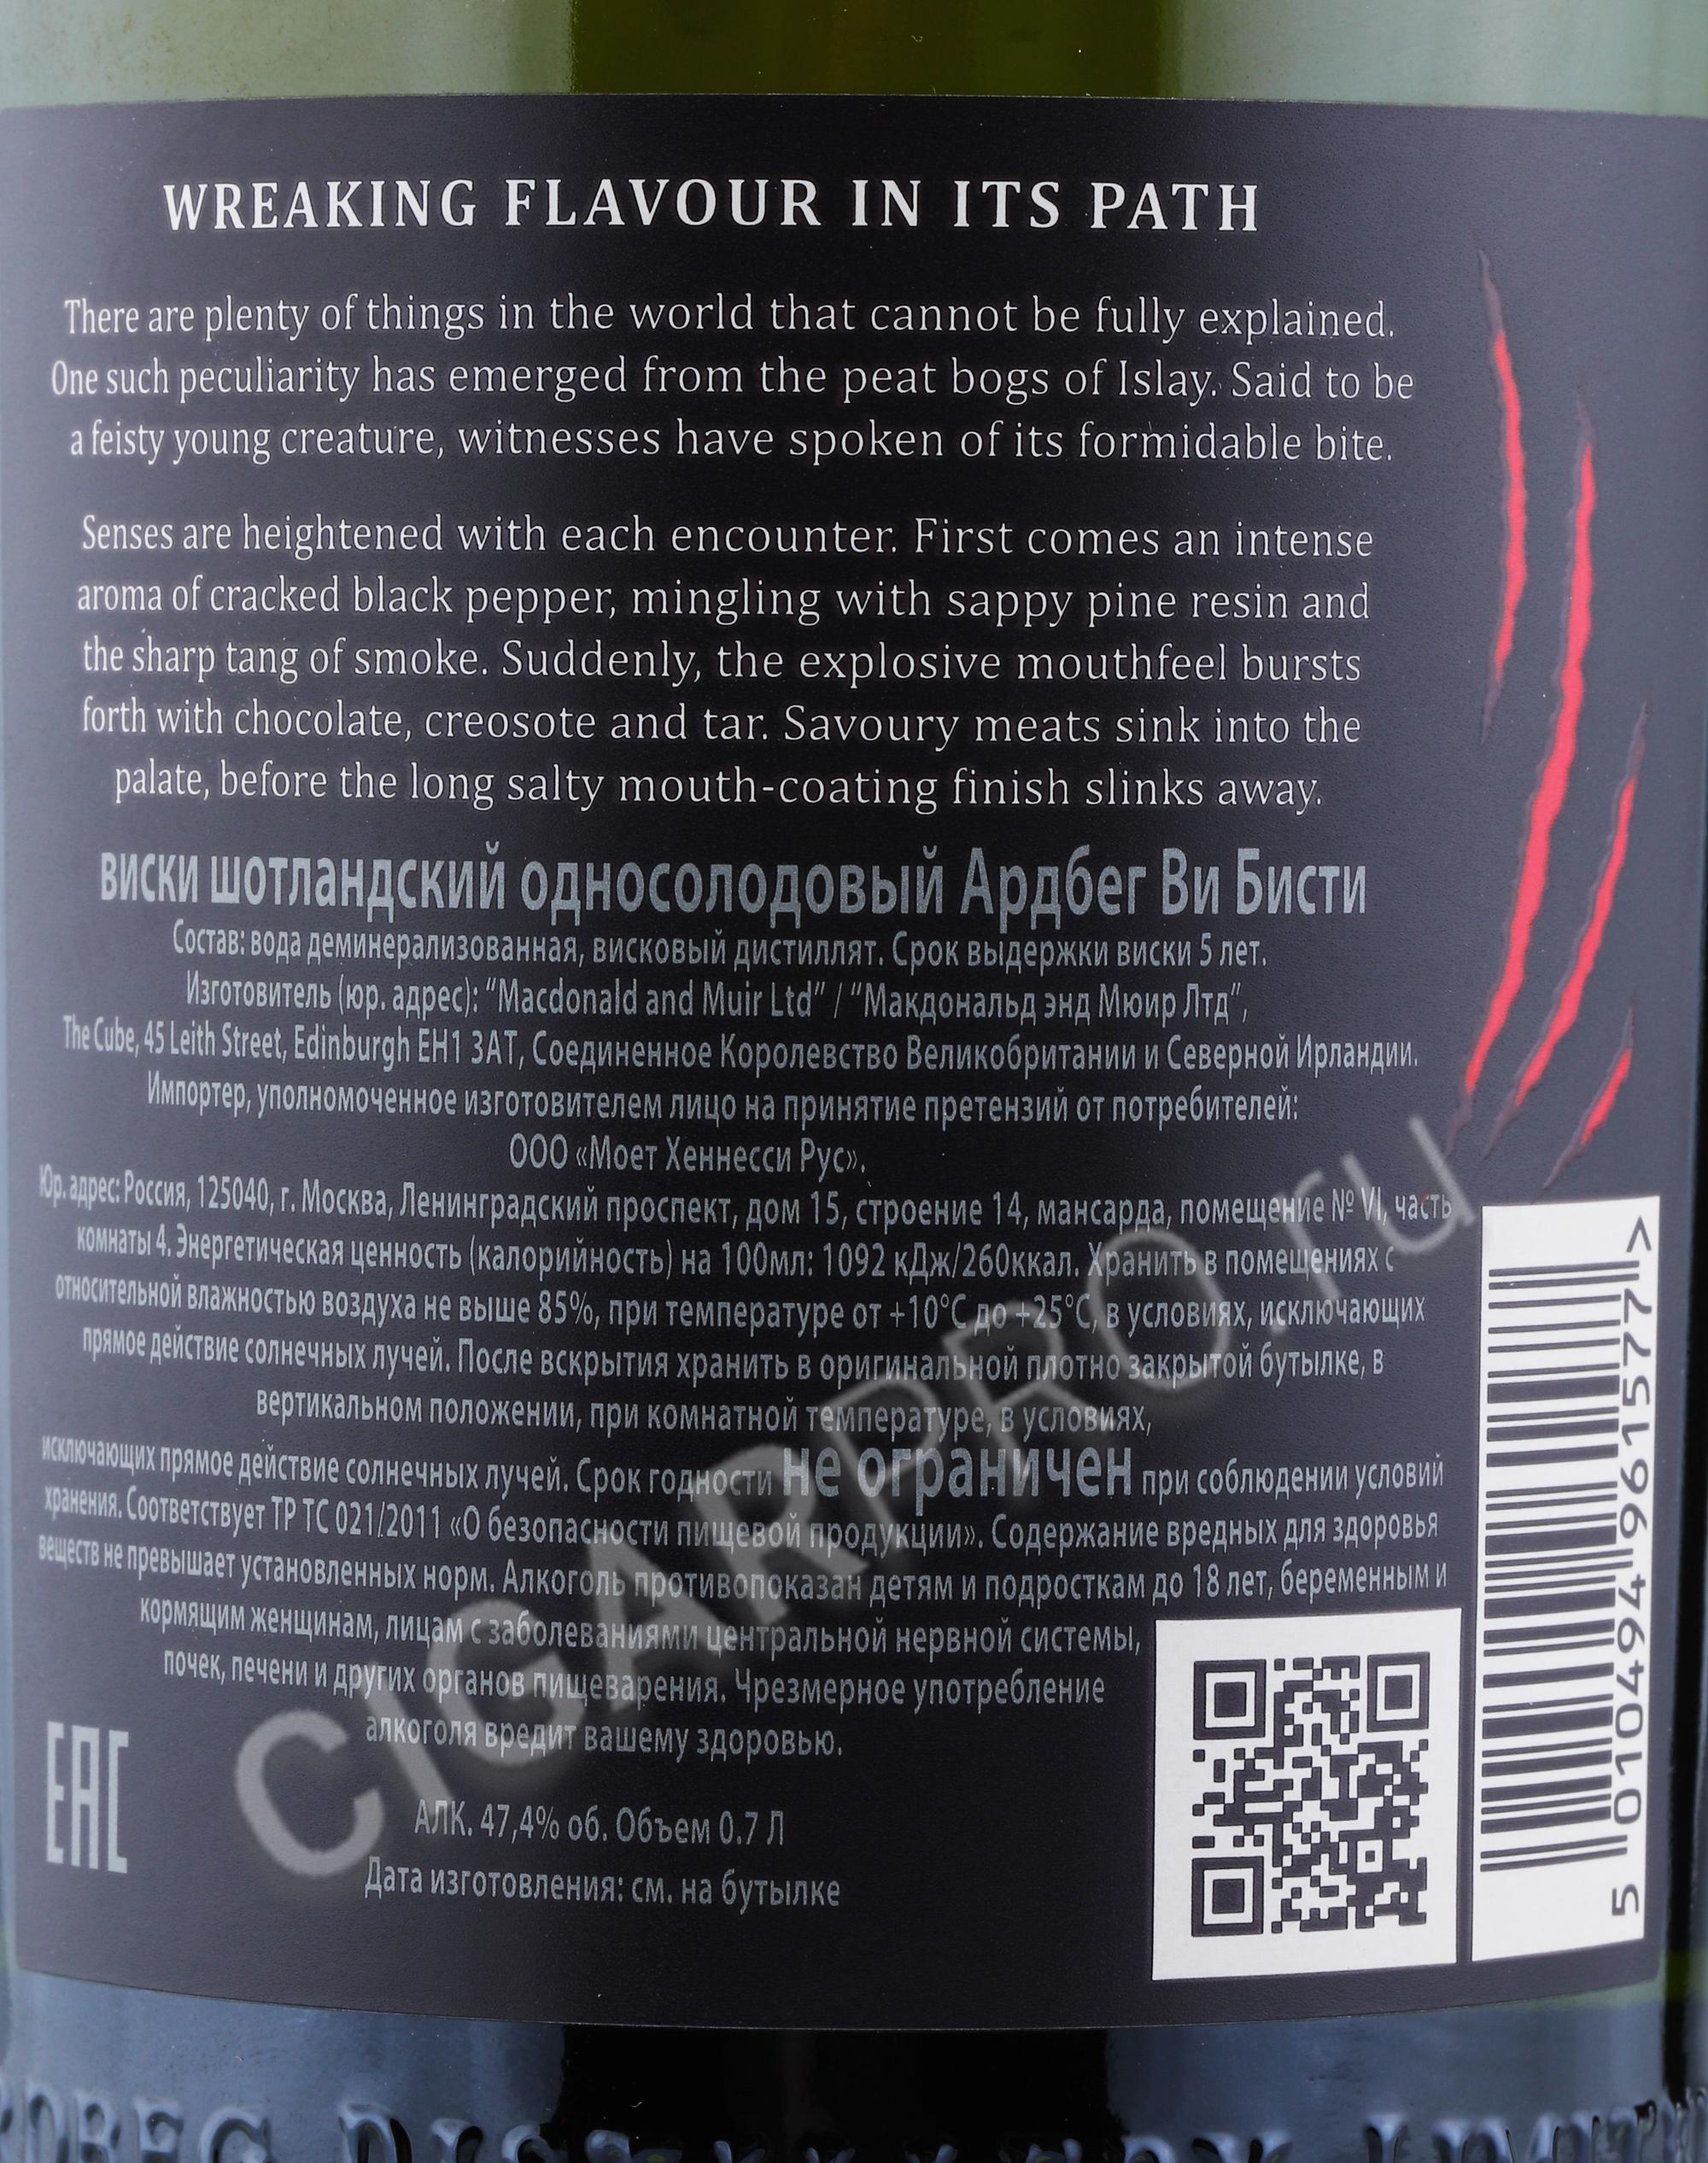 WREAKING FLAVOUR IN ITS PATH
There are plenty of things in the world that cannot be fully explained.
One such peculiarity has emerged from the peat bogs of Islay. Said to be
a feisty young creature, witnesses have spoken of its formidable bite.
Senses are heightened with each encounter. First comes an intense
aroma of cracked black pepper, mingling with sappy pine resin and
the sharp tang of smoke. Suddenly, the explosive mouthfeel bursts
forth with chocolate, creosote and tar. Savoury meats sink into the
palate, before the long salty mouth-coating finish slinks away.
виски шотландский односолодовый Ардбег Ви Бисти
Состав: вода деминерализованная, висковый дистиллят. Срок выдержки виски 5 лет.
Изготовитель (юр. адрес): “Macdonald and Muir Ltd” / “Макдональд энд Мюир Лтд”,
The Cube, 45 Leith Street, Edinburgh EH1 3AT, Соединенное Королевство Великобритании и Северной Ирландии.
Импортер, уполномоченное изготовителем лицо на принятие претензий от потребителей:
ООО «Моет Хеннесси Рус».
Юр. адрес: Россия, 125040, г. Москва, Ленинградский проспект, дом 15, строение 14, мансарда, помещение № VI, часть
комнаты 4. Энергетическая ценность (калорийность) на 100мл: 1092 кДж/260ккал. Хранить в помещениях с
относительной влажностью воздуха не выше 85%, при температуре от +10°С до +25°С, в условиях, исключающих
прямое действие солнечных лучей. После вскрытия хранить в оригинальной плотно закрытой бутылке, в
вертикальном положении, при комнатной температуре, в условиях,
исключающих прямое действие солнечных лучей. Срок годности не ограничен при соблюдении условий
хранения. Соответствует ТР ТС 021/2011 «О безопасности пищевой продукции». Содержание вредных для здоровья
веществ не превышает установленных норм. Алкоголь противопоказан детям и подросткам до 18 лет, беременным и
кормящим женщинам, лицам с заболеваниями центральной нервной системы,
почек, печени и других органов пищеварения. Чрезмерное употребление
алкоголя вредит вашему здоровью.
EAC
АЛК. 47,4% об. Объем 0.7 Л
Дата изготовления: см. на бутылке
5 010494 961577 >
CIGARPRO.ru